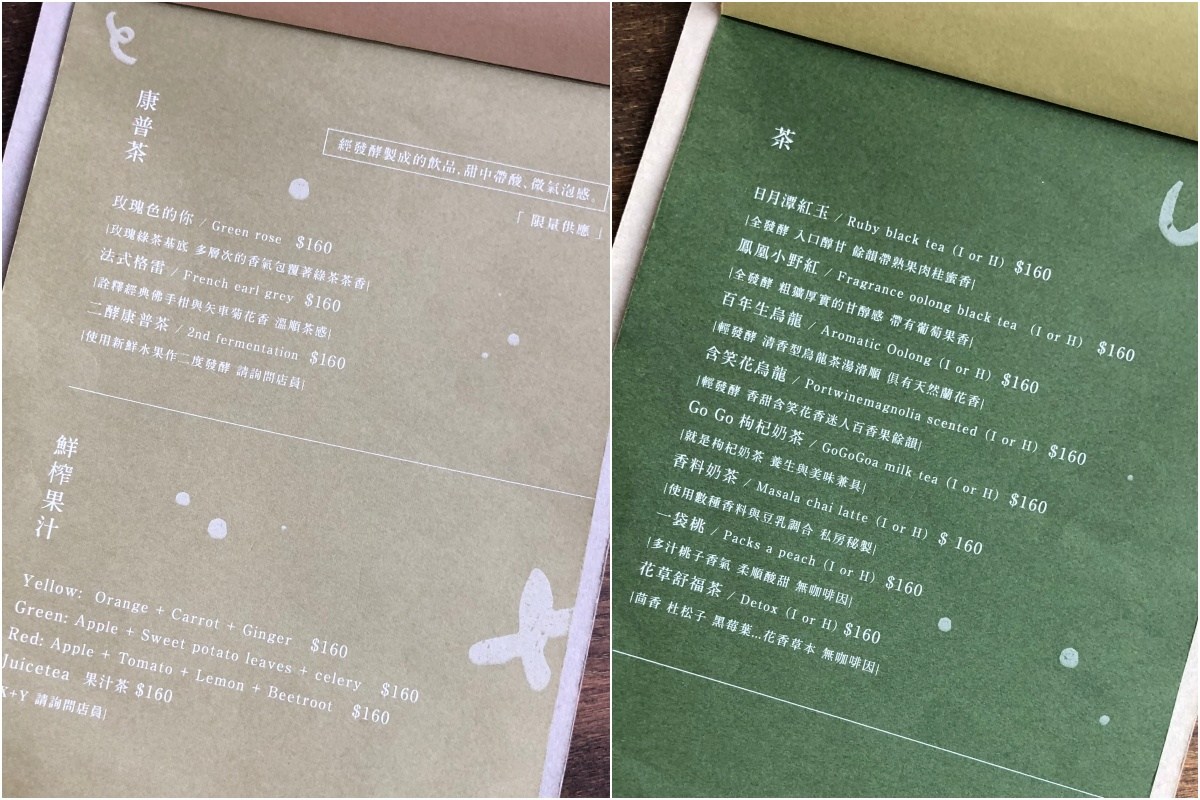 康普茶
經發酵製成的飲品,甜中帶酸、微氣泡感。
「 限量供應 」
玫瑰色的你 / Green rose $160
|玫瑰綠茶基底 多層次的香氣包覆著綠茶茶香|
法式格雷 / French earl grey $160
|詮釋經典佛手柑與矢車菊花香 溫順茶感|
二酵康普茶 / 2nd fermentation $160
|使用新鮮水果作二度發酵 請詢問店員|
鮮榨果汁
Yellow: Orange + Carrot + Ginger $160
Green: Apple + Sweet potato leaves + celery $160
Red: Apple + Tomato + Lemon + Beetroot $160
Juicetea 果汁茶 $160
X+Y 請詢問店員|
茶
日月潭紅玉 / Ruby black tea (I or H) $160
|全發酵 入口醇甘 餘韻帶熟果肉桂蜜香|
鳳凰小野紅 / Fragrance oolong black tea (I or H) $160
|全發酵 粗獷厚實的甘醇感 帶有葡萄果香|
百年生烏龍 / Aromatic Oolong (I or H) $160
|輕發酵 清香型烏龍茶湯滑順 俱有天然蘭花香|
含笑花烏龍 / Portwinemagnolia scented (I or H) $160
|輕發酵 香甜含笑花香迷人百香果餘韻|
Go Go 枸杞奶茶 / GoGoGoa milk tea (I or H) $160
|就是枸杞奶茶 養生與美味兼具|
香料奶茶 / Masala chai latte (I or H) $ 160
|使用數種香料與豆乳調合 私房秘製|
一袋桃 / Packs a peach (I or H) $160
|多汁桃子香氣 柔順酸甜 無咖啡因|
花草舒福茶 / Detox (I or H) $160
|茴香 杜松子 黑莓葉...花香草本 無咖啡因|